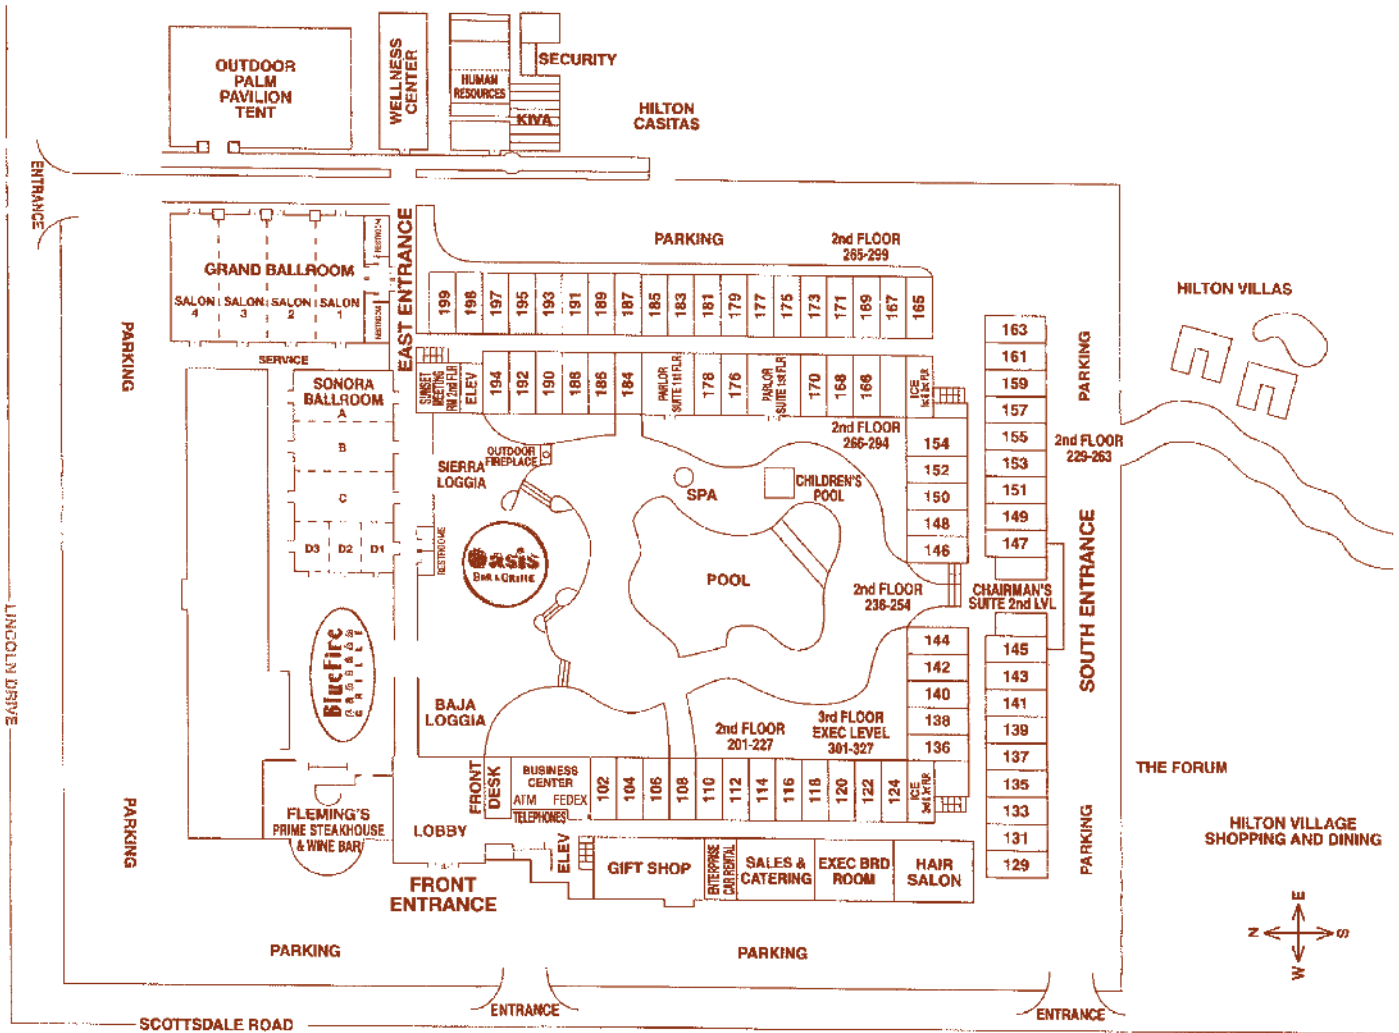 OUTDOOR
PALM
PAVILION
TENT
WELLNESS
CENTER
HUMAN
RESOURCES
SECURITY
KIVA
HILTON
CASITAS
ENTRANCE
GRAND BALLROOM
SALON
4
SALON
3
SALON
2
SALON
1
RESTROOM
RESTROOM
EAST ENTRANCE
PARKING
2nd FLOOR
265-299
199
198
197
195
193
191
189
187
185
183
181
179
177
175
173
171
169
167
165
HILTON VILLAS
PARKING
SERVICE
SONORA
BALLROOM
A
B
C
D3
D2
D1
SUNSET
MEETING
RM 2nd FLR
ELEV
194
192
190
188
186
184
PARLOR
SUITE 1st FLR
178
176
PARLOR
SUITE 1st FLR
170
168
166
ICE
2nd FLOOR
266-294
163
161
159
157
155
153
151
149
147
PARKING
2nd FLOOR
229-263
154
152
150
148
146
OUTDOOR
FIREPLACE
SIERRA
LOGGIA
RESTROOMS
SPA
CHILDREN'S
POOL
Oasis
BAR & GRILLE
POOL
2nd FLOOR
236-254
CHAIRMAN'S
SUITE 2nd LVL
SOUTH ENTRANCE
LINCOLN DRIVE
BlueFire
GRILLE
BAJA
LOGGIA
144
142
140
138
136
145
143
141
139
137
135
133
131
129
2nd FLOOR
201-227
3rd FLOOR
EXEC LEVEL
301-327
THE FORUM
FRONT
DESK
BUSINESS
CENTER
ATM FEDEX
TELEPHONES
102
104
106
108
110
112
114
116
118
120
122
124
ICE
PARKING
FLEMING'S
PRIME STEAKHOUSE
& WINE BAR
LOBBY
ELEV
GIFT SHOP
ENTERPRISE
CAR RENTAL
SALES &
CATERING
EXEC BRD
ROOM
HAIR
SALON
PARKING
HILTON VILLAGE
SHOPPING AND DINING
FRONT
ENTRANCE
PARKING
PARKING
N
E
S
W
ENTRANCE
ENTRANCE
SCOTTSDALE ROAD